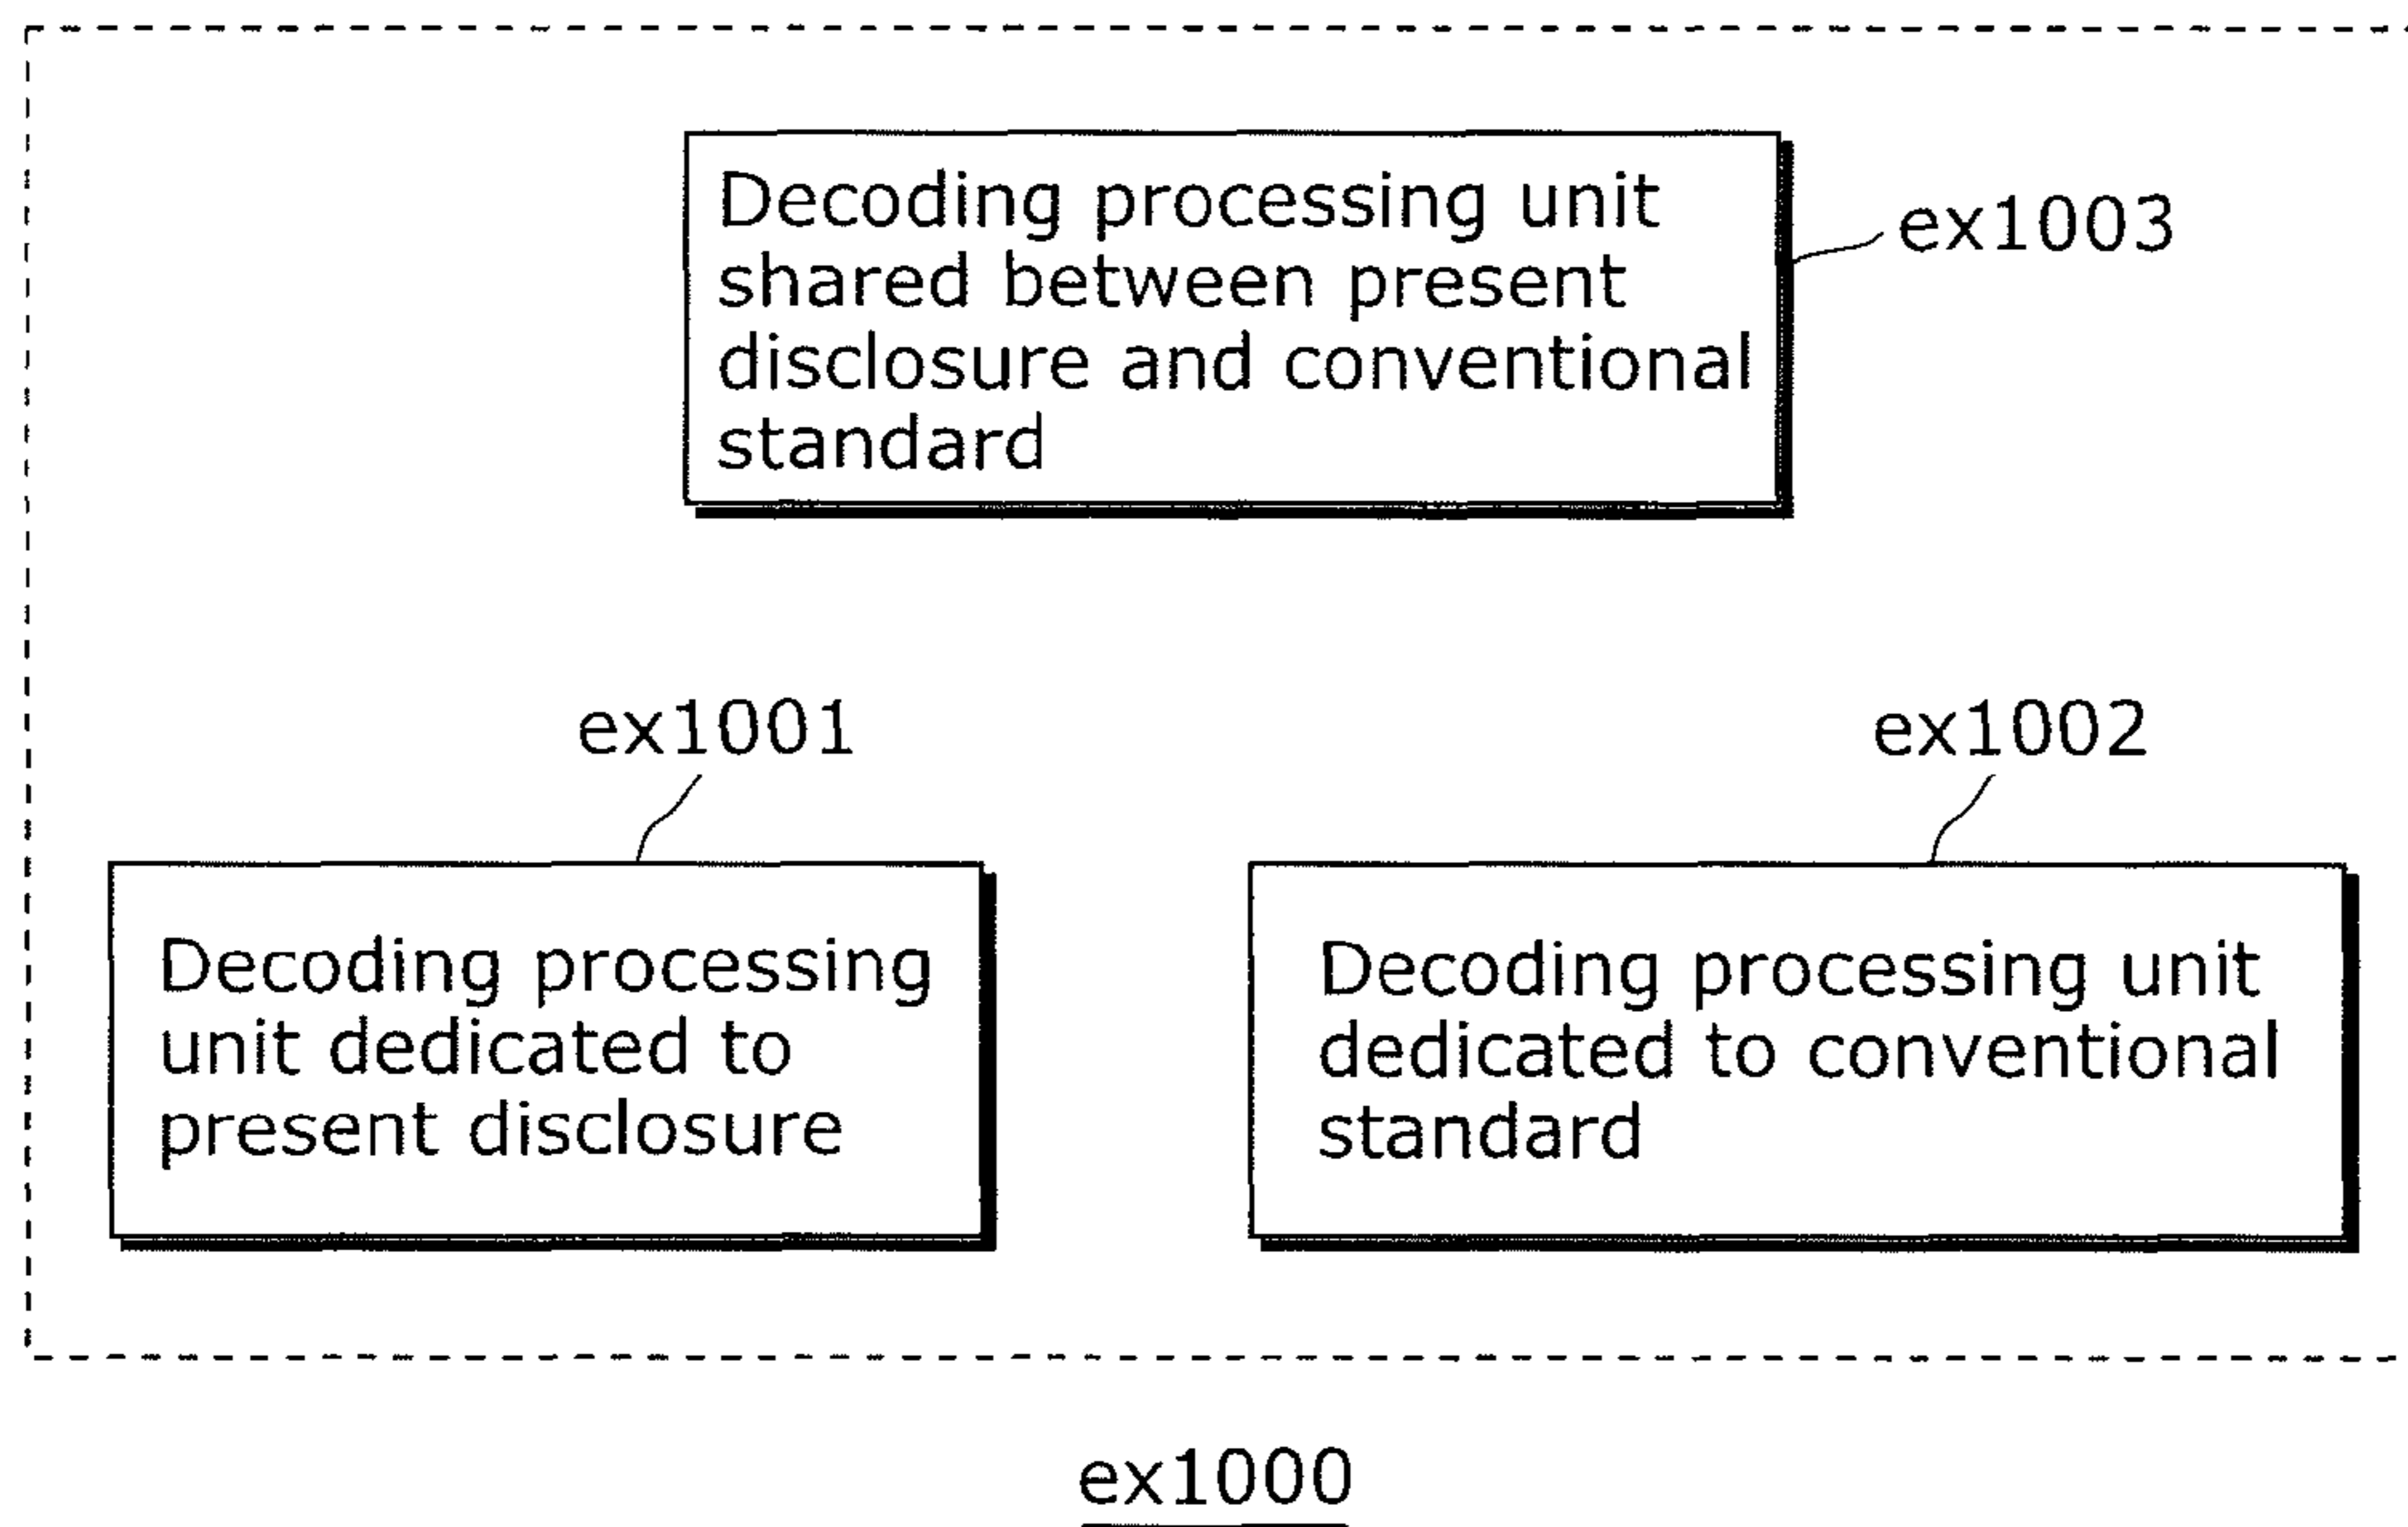 Decoding processing unit
shared between present
disclosure and conventional
standard
ex1003
ex1001
Decoding processing
unit dedicated to
present disclosure
ex1002
Decoding processing unit
dedicated to conventional
standard
ex1000